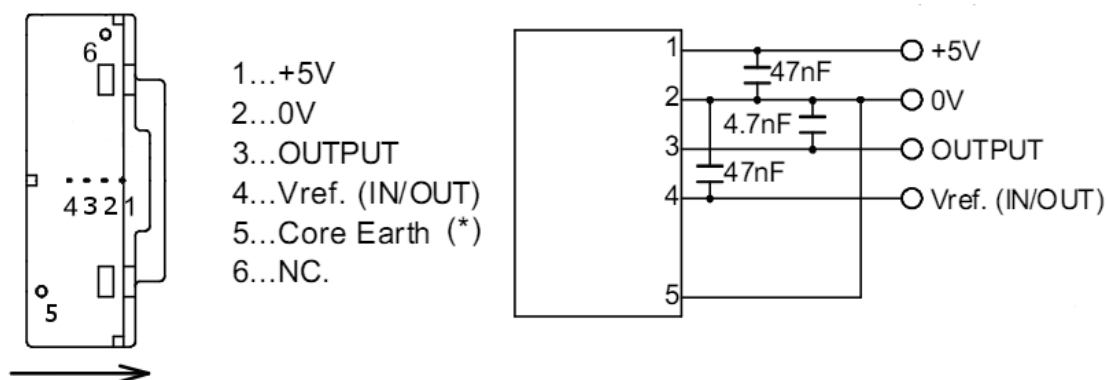 6
5
4 3 2 1
1...+5V
2...0V
3...OUTPUT
4...Vref. (IN/OUT)
5...Core Earth (*)
6...NC.
1
+5V
47nF
2
0V
4.7nF
3
OUTPUT
47nF
4
Vref. (IN/OUT)
5